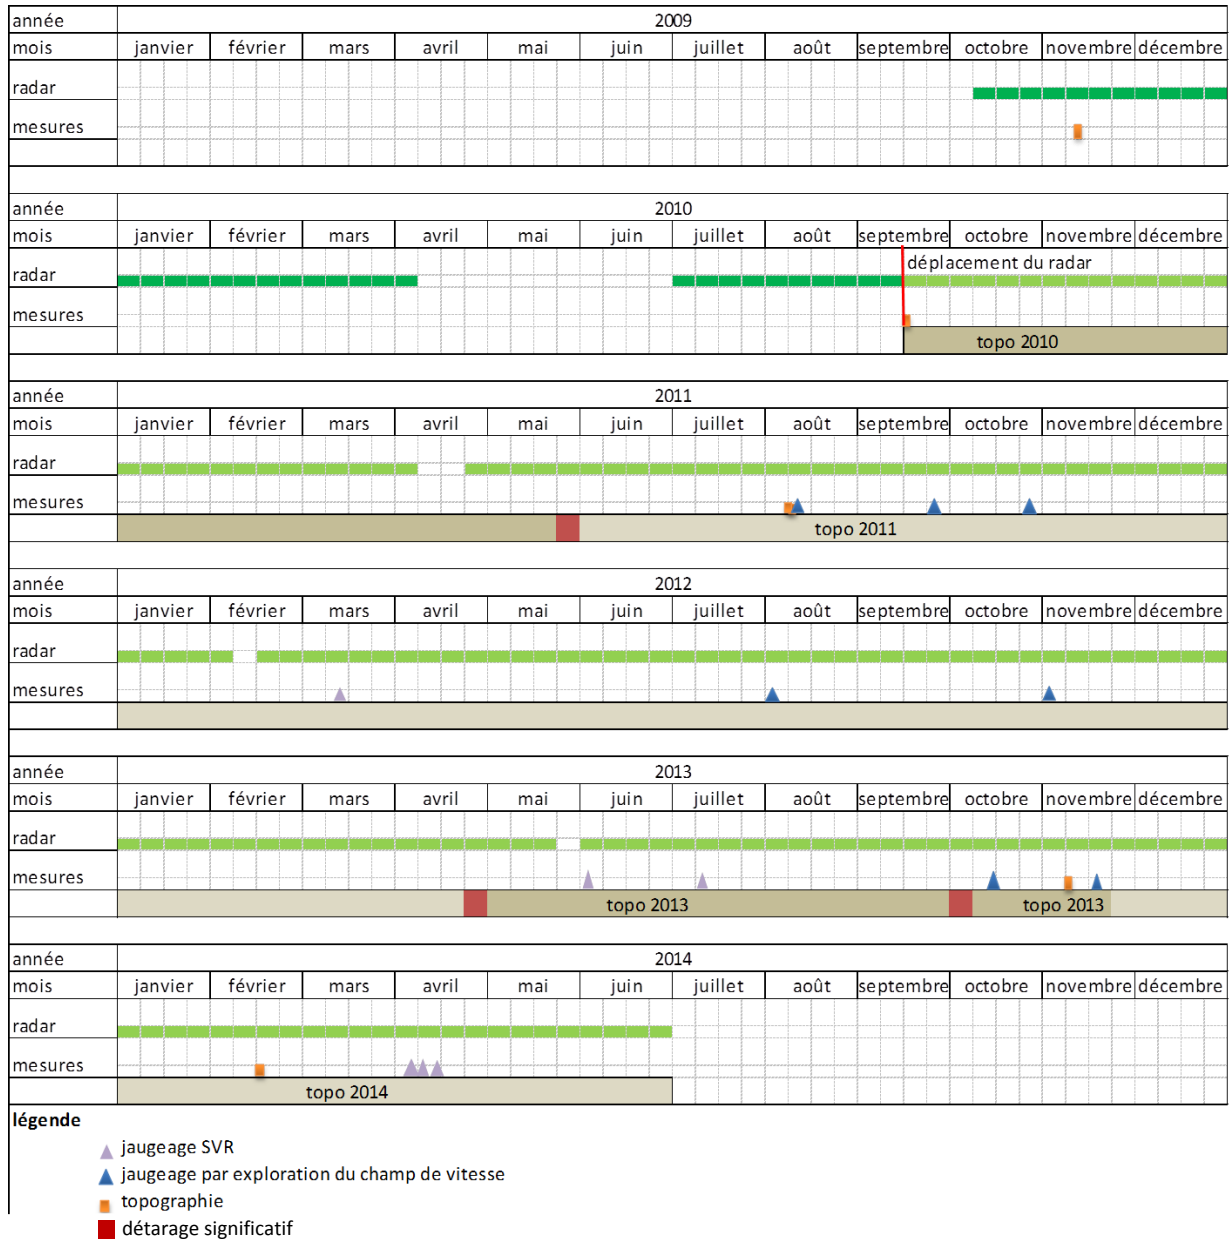 année 2009
mois janvier février mars avril mai juin juillet août septembre octobre novembre décembre
radar
mesures
année 2010
mois janvier février mars avril mai juin juillet août septembre octobre novembre décembre
déplacement du radar
radar
mesures
topo 2010
année 2011
mois janvier février mars avril mai juin juillet août septembre octobre novembre décembre
radar
mesures
topo 2011
année 2012
mois janvier février mars avril mai juin juillet août septembre octobre novembre décembre
radar
mesures
année 2013
mois janvier février mars avril mai juin juillet août septembre octobre novembre décembre
radar
mesures
topo 2013 topo 2013
année 2014
mois janvier février mars avril mai juin juillet août septembre octobre novembre décembre
radar
mesures
topo 2014
légende
jaugeage SVR
jaugeage par exploration du champ de vitesse
topographie
détarage significatif